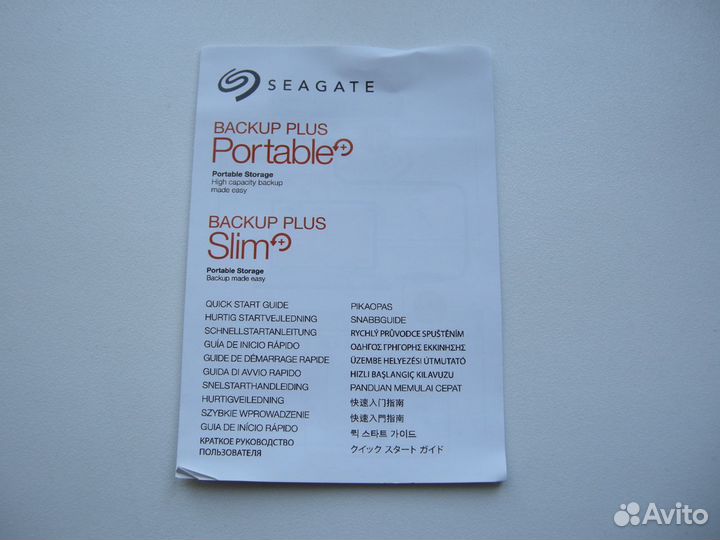 SEAGATE
BACKUP PLUS
Portable
Portable Storage
High capacity backup
made easy
BACKUP PLUS
Slim
Portable Storage
Backup made easy
QUICK START GUIDE
HURTIG STARTVEJLEDNING
SCHNELLSTARTANLEITUNG
GUÍA DE INICIO RÁPIDO
GUIDE DE DÉMARRAGE RAPIDE
GUIDA DI AVVIO RAPIDO
SNELSTARTHANDLEIDING
HURTIGVEILEDNING
SZYBKIE WPROWADZENIE
GUIA DE INÍCIO RÁPIDO
КРАТКОЕ РУКОВОДСТВО
ПОЛЬЗОВАТЕЛЯ
PIKAOPAS
SNABBGUIDE
RYCHLÝ PRŮVODCE SPUŠTĚNÍM
ΟΔΗΓΟΣ ΓΡΗΓΟΡΗΣ ΕΚΚΙΝΗΣΗΣ
ÜZEMBE HELYEZÉSI ÚTMUTATÓ
HIZLI BAŞLANGIÇ KILAVUZU
PANDUAN MEMULAI CEPAT
快速入门指南
快速入門指南
퀵 스타트 가이드
クイック スタート ガイド
Avito